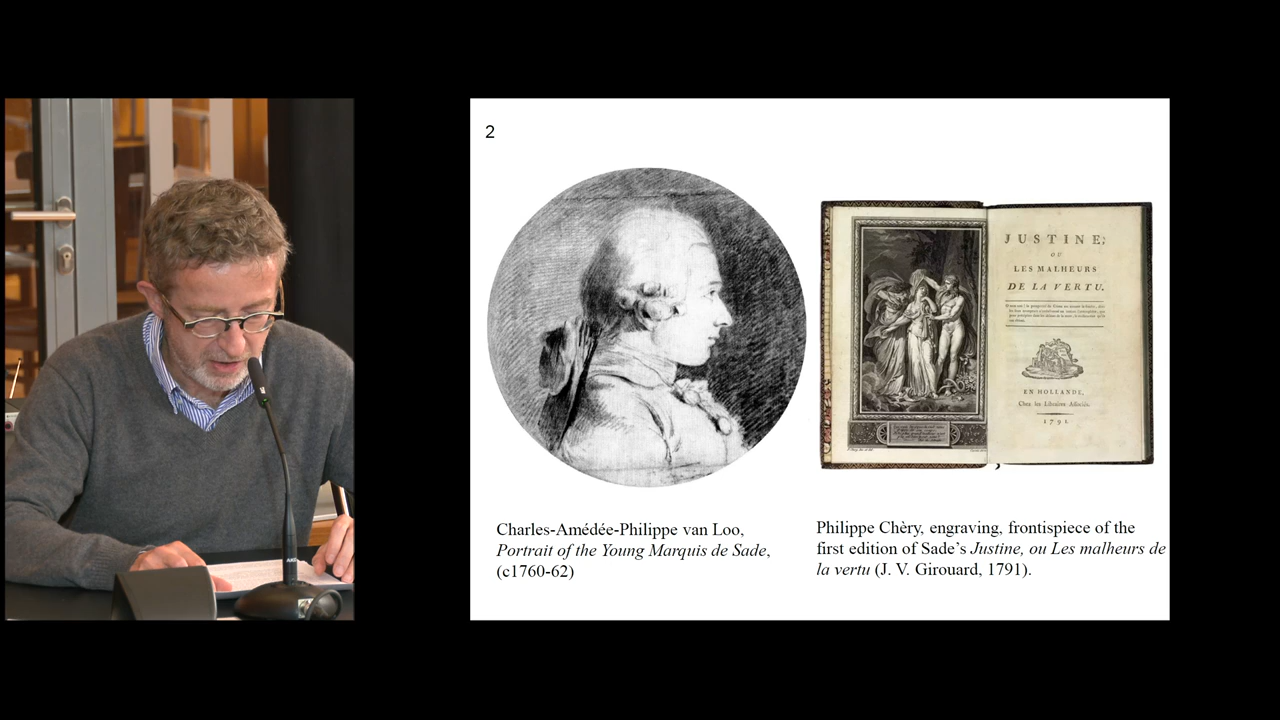 2
JUSTINE;
OU
LES MALHEURS
DE LA VERTU.
EN HOLLANDE,
Chez les Libraires Associés.
1791
Charles-Amédée-Philippe van Loo,
Portrait of the Young Marquis de Sade,
(c1760-62)
Philippe Chèry, engraving, frontispiece of the
first edition of Sade’s Justine, ou Les malheurs de
la vertu (J. V. Girouard, 1791).